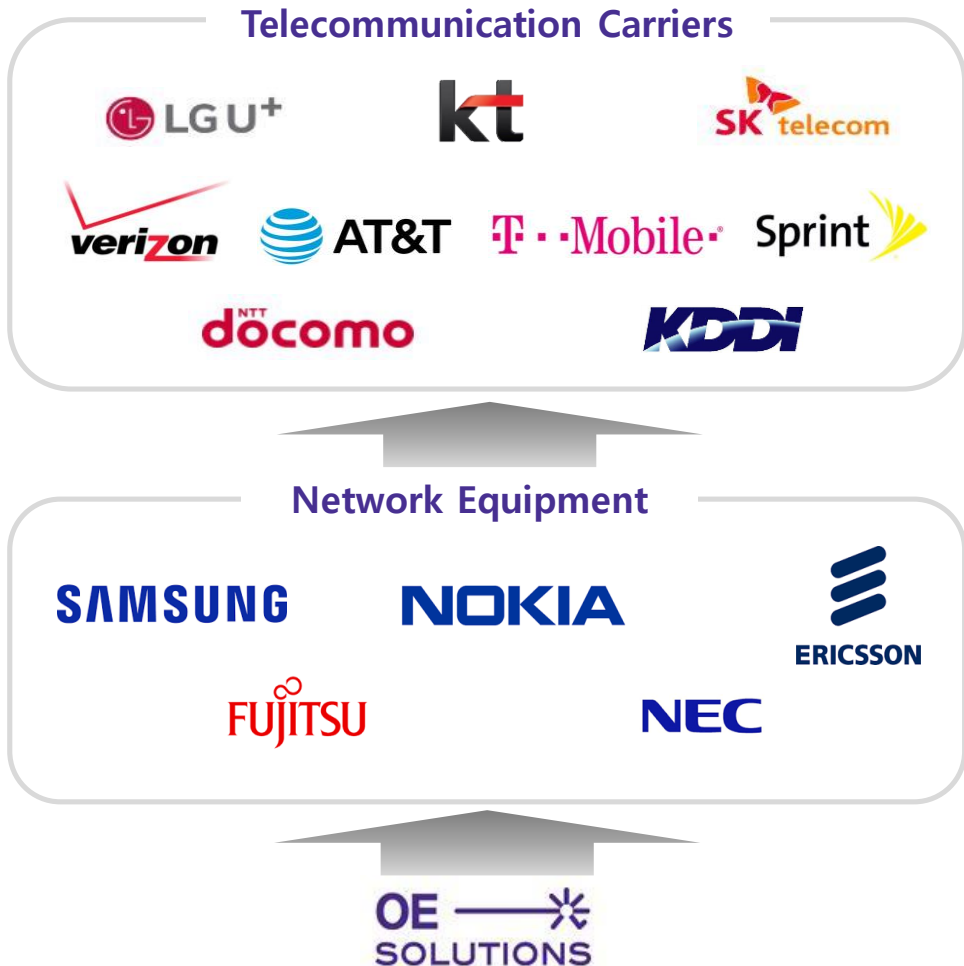 Telecommunication Carriers
LG U+
kt
SK telecom
verizon
AT&T
T··Mobile·
Sprint
NTT
döcomo
KDDI
Network Equipment
SAMSUNG
NOKIA
ERICSSON
FUJITSU
NEC
OE
SOLUTIONS